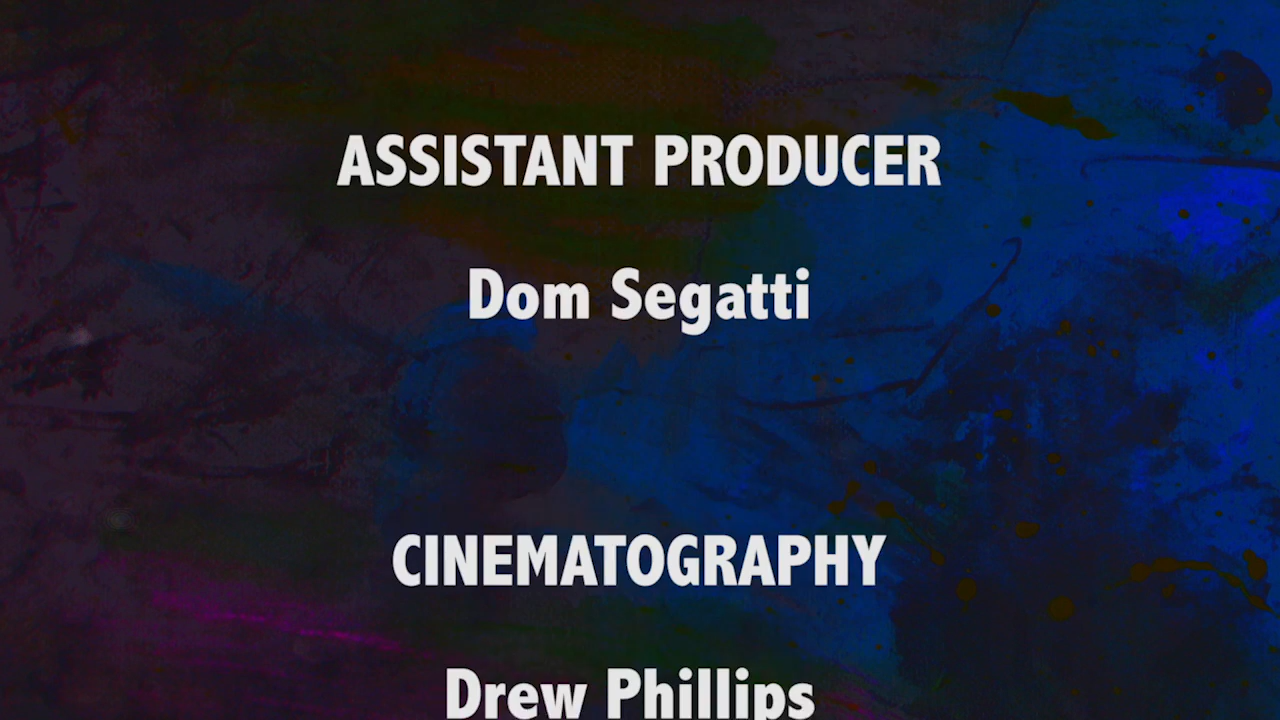 ASSISTANT PRODUCER
Dom Segatti
CINEMATOGRAPHY
Drew Phillips